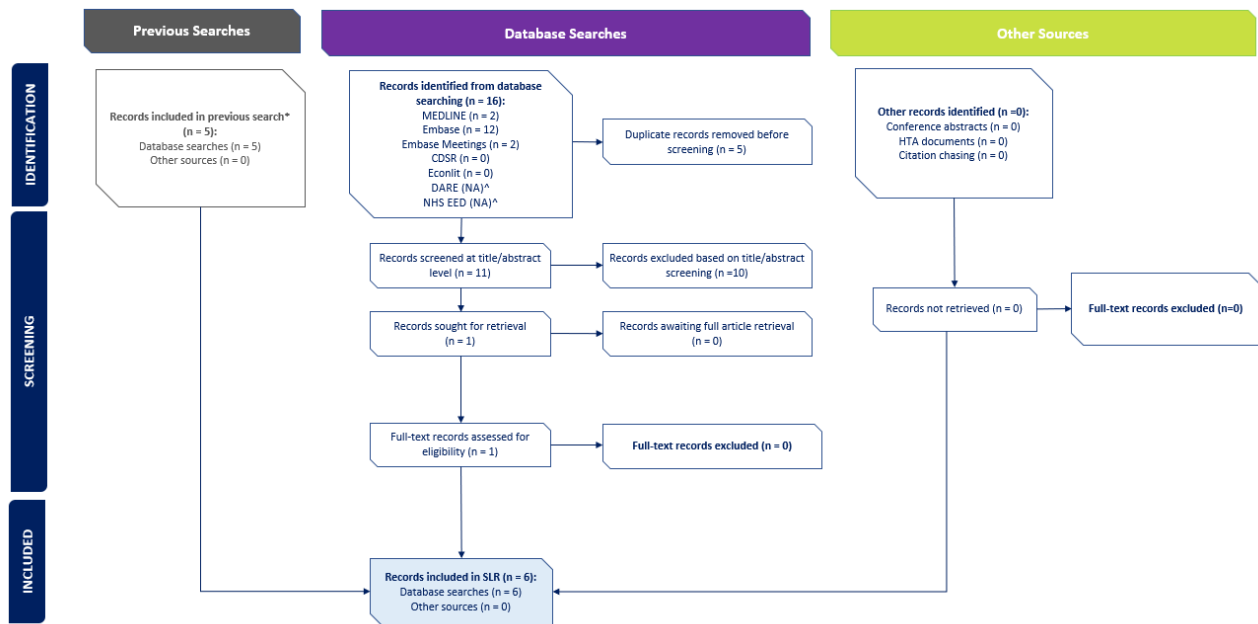 Previous Searches
Database Searches
Other Sources
IDENTIFICATION
Records included in previous search*
(n = 5):
Database searches (n = 5)
Other sources (n = 0)
Records identified from database
searching (n = 16):
MEDLINE (n = 2)
Embase (n = 12)
Embase Meetings (n = 2)
CDSR (n = 0)
Econlit (n = 0)
DARE (NA)^
NHS EED (NA)^
Duplicate records removed before
screening (n = 5)
Other records identified (n =0):
Conference abstracts (n = 0)
HTA documents (n = 0)
Citation chasing (n = 0)
SCREENING
Records screened at title/abstract
level (n = 11)
Records excluded based on title/abstract
screening (n =10)
Records not retrieved (n = 0)
Full-text records excluded (n=0)
Records sought for retrieval
(n = 1)
Records awaiting full article retrieval
(n = 0)
Full-text records assessed for
eligibility (n = 1)
Full-text records excluded (n = 0)
INCLUDED
Records included in SLR (n = 6):
Database searches (n = 6)
Other sources (n = 0)